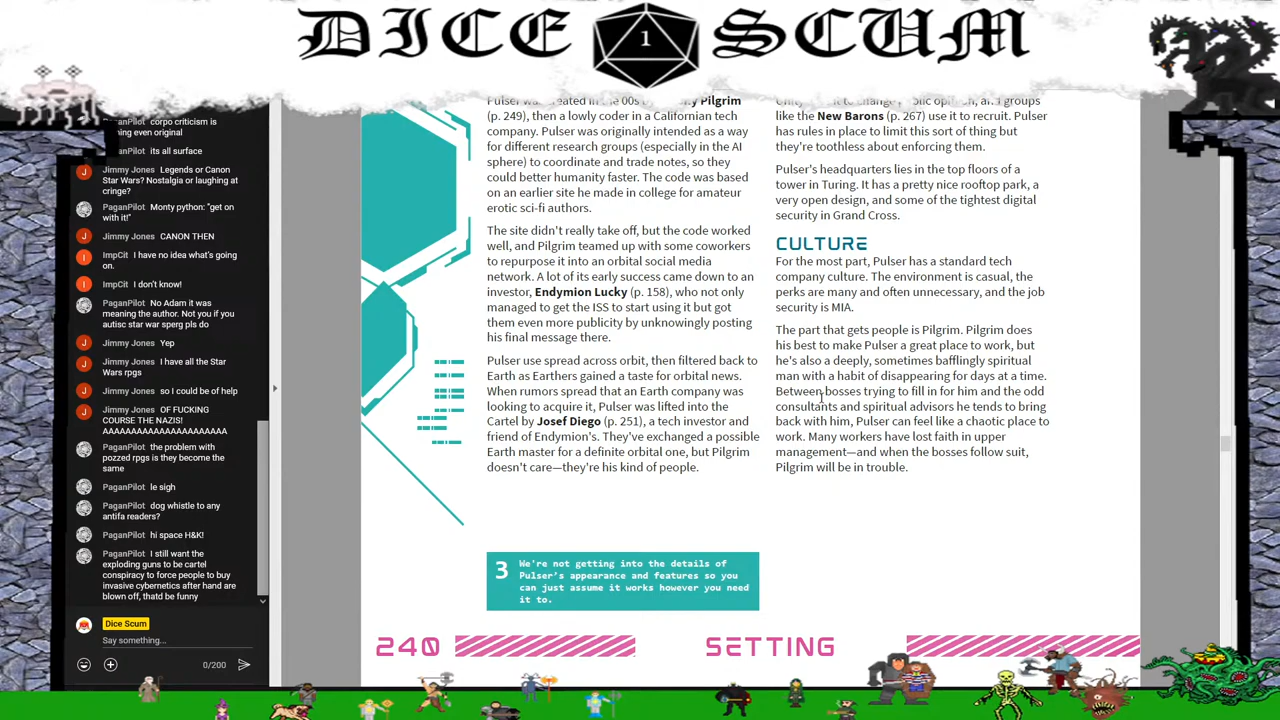 DICE SCUM
1
corpo criticism is
even original
PaganPilot its all surface
Jimmy Jones Legends or Canon
Star Wars? Nostalgia or laughing at
cringe?
PaganPilot Monty python: "get on
with it!"
Jimmy Jones CANON THEN
ImpCit I have no idea what's going
on.
ImpCit I don't know!
PaganPilot No Adam it was
meaning the author. Not you if you
autisc star war sperg pls do
Jimmy Jones Yep
Jimmy Jones I have all the Star
Wars rpgs
Jimmy Jones so I could be of help
Jimmy Jones OF FUCKING
COURSE THE NAZIS!
AAAAAAAAAAAAAAAAAAAAAAA
PaganPilot the problem with
pozzed rpgs is they become the
same
PaganPilot le sigh
PaganPilot dog whistle to any
antifa readers?
PaganPilot hi space H&K!
PaganPilot I still want the
exploding guns to be cartel
conspiracy to force people to buy
invasive cybernetics after hand are
blown off, thatd be funny
Dice Scum
Say something...
0/200
Pulser was created in the 00s by Pilgrim
(p. 249), then a lowly coder in a Californian tech
company. Pulser was originally intended as a way
for different research groups (especially in the AI
sphere) to coordinate and trade notes, so they
could better humanity faster. The code was based
on an earlier site he made in college for amateur
erotic sci-fi authors.
The site didn't really take off, but the code worked
well, and Pilgrim teamed up with some coworkers
to repurpose it into an orbital social media
network. A lot of its early success came down to an
investor, Endymion Lucky (p. 158), who not only
managed to get the ISS to start using it but got
them even more publicity by unknowingly posting
his final message there.
Pulser use spread across orbit, then filtered back to
Earth as Earthers gained a taste for orbital news.
When rumors spread that an Earth company was
looking to acquire it, Pulser was lifted into the
Cartel by Josef Diego (p. 251), a tech investor and
friend of Endymion's. They've exchanged a possible
Earth master for a definite orbital one, but Pilgrim
doesn't care—they're his kind of people.
3 We're not getting into the details of
Pulser's appearance and features so you
can just assume it works however you need
it to.
to change public opinion, and groups
like the New Barons (p. 267) use it to recruit. Pulser
has rules in place to limit this sort of thing but
they're toothless about enforcing them.
Pulser's headquarters lies in the top floors of a
tower in Turing. It has a pretty nice rooftop park, a
very open design, and some of the tightest digital
security in Grand Cross.
CULTURE
For the most part, Pulser has a standard tech
company culture. The environment is casual, the
perks are many and often unnecessary, and the job
security is MIA.
The part that gets people is Pilgrim. Pilgrim does
his best to make Pulser a great place to work, but
he's also a deeply, sometimes bafflingly spiritual
man with a habit of disappearing for days at a time.
Between bosses trying to fill in for him and the odd
consultants and spiritual advisors he tends to bring
back with him, Pulser can feel like a chaotic place to
work. Many workers have lost faith in upper
management—and when the bosses follow suit,
Pilgrim will be in trouble.
240 SETTING